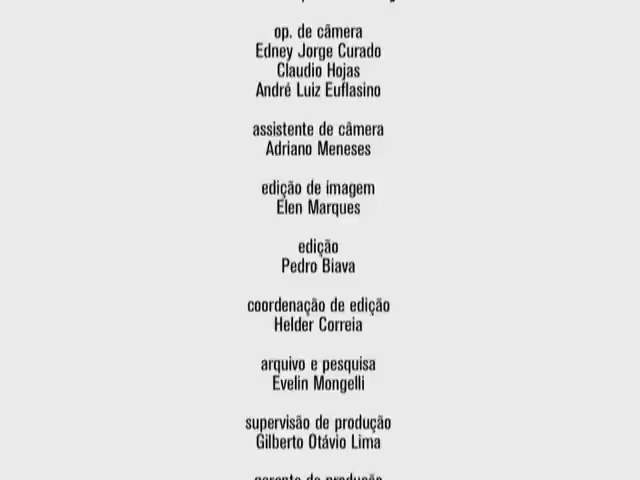 op. de câmera
Edney Jorge Curado
Claudio Hojas
André Luiz Euflasino
assistente de câmera
Adriano Meneses
edição de imagem
Elen Marques
edição
Pedro Biava
coordenação de edição
Helder Correia
arquivo e pesquisa
Evelin Mongelli
supervisão de produção
Gilberto Otávio Lima
gerente de produção